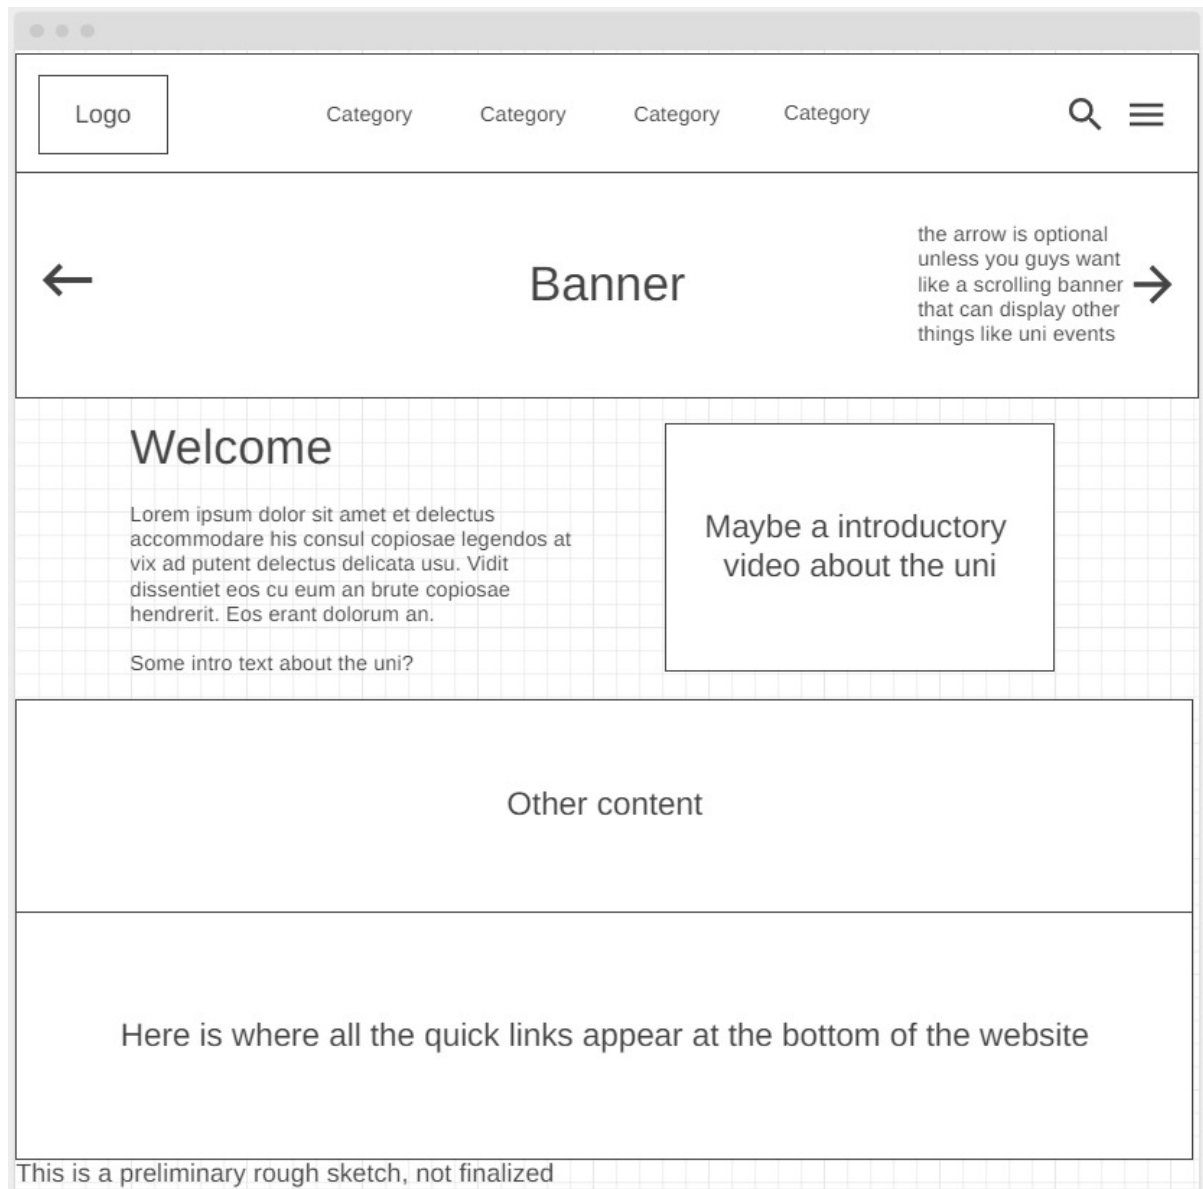 Logo
Category
Category
Category
Category
Banner
the arrow is optional
unless you guys want
like a scrolling banner
that can display other
things like uni events
Welcome
Lorem ipsum dolor sit amet et delectus
accommodare his consul copiosae legendos at
vix ad putent delectus delicata usu. Vidit
dissentiet eos cu eum an brute copiosae
hendrerit. Eos erant dolorum an.
Some intro text about the uni?
Maybe a introductory
video about the uni
Other content
Here is where all the quick links appear at the bottom of the website
This is a preliminary rough sketch, not finalized